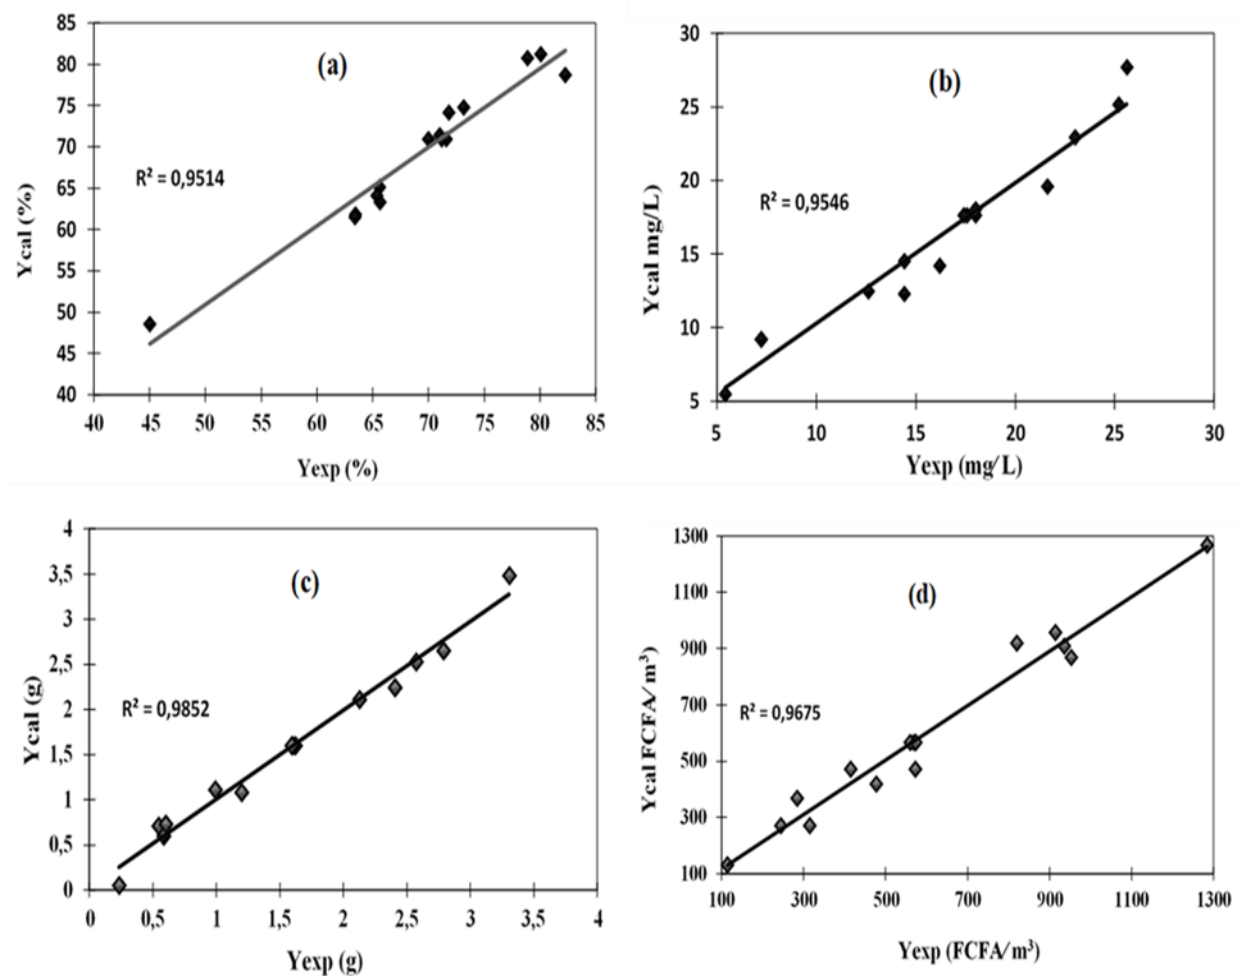 85
80
75
70
65
60
55
50
45
40
(a)
R² = 0,9514
Ycal (%)
40 45 50 55 60 65 70 75 80 85
Yexp (%)
30
25
20
15
10
5
(b)
R² = 0,9546
Ycal mg/L)
5 10 15 20 25 30
Yexp (mg/L)
4
3,5
3
2,5
2
1,5
1
0,5
0
(c)
R² = 0,9852
Ycal (g)
0 0,5 1 1,5 2 2,5 3 3,5 4
Yexp (g)
1300
1100
900
700
500
300
100
(d)
R² = 0,9675
Ycal FCFA/m³)
100 300 500 700 900 1100 1300
Yexp (FCFA/m³)